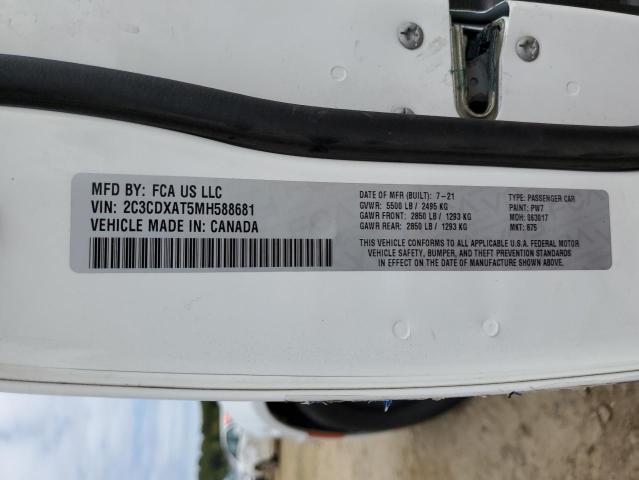 MFD BY: FCA US LLC
VIN: 2C3CDXAT5MH588681
VEHICLE MADE IN: CANADA
DATE OF MFR (BUILT): 7-21
GVWR: 5500 LB / 2495 KG
GAWR FRONT: 2850 LB / 1293 KG
GAWR REAR: 2850 LB / 1293 KG
TYPE: PASSENGER CAR
PAINT: PW7
MDH: 063017
MKT: 675
THIS VEHICLE CONFORMS TO ALL APPLICABLE U.S.A. FEDERAL MOTOR
VEHICLE SAFETY, BUMPER, AND THEFT PREVENTION STANDARDS
IN EFFECT ON THE DATE OF MANUFACTURE SHOWN ABOVE.